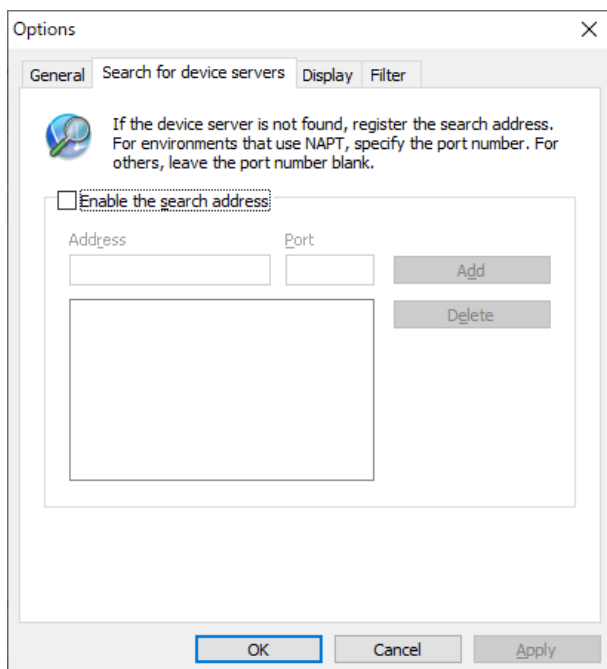 Options
General Search for device servers Display Filter
If the device server is not found, register the search address.
For environments that use NAPT, specify the port number. For
others, leave the port number blank.
Enable the search address
Address Port
Add
Delete
OK Cancel Apply